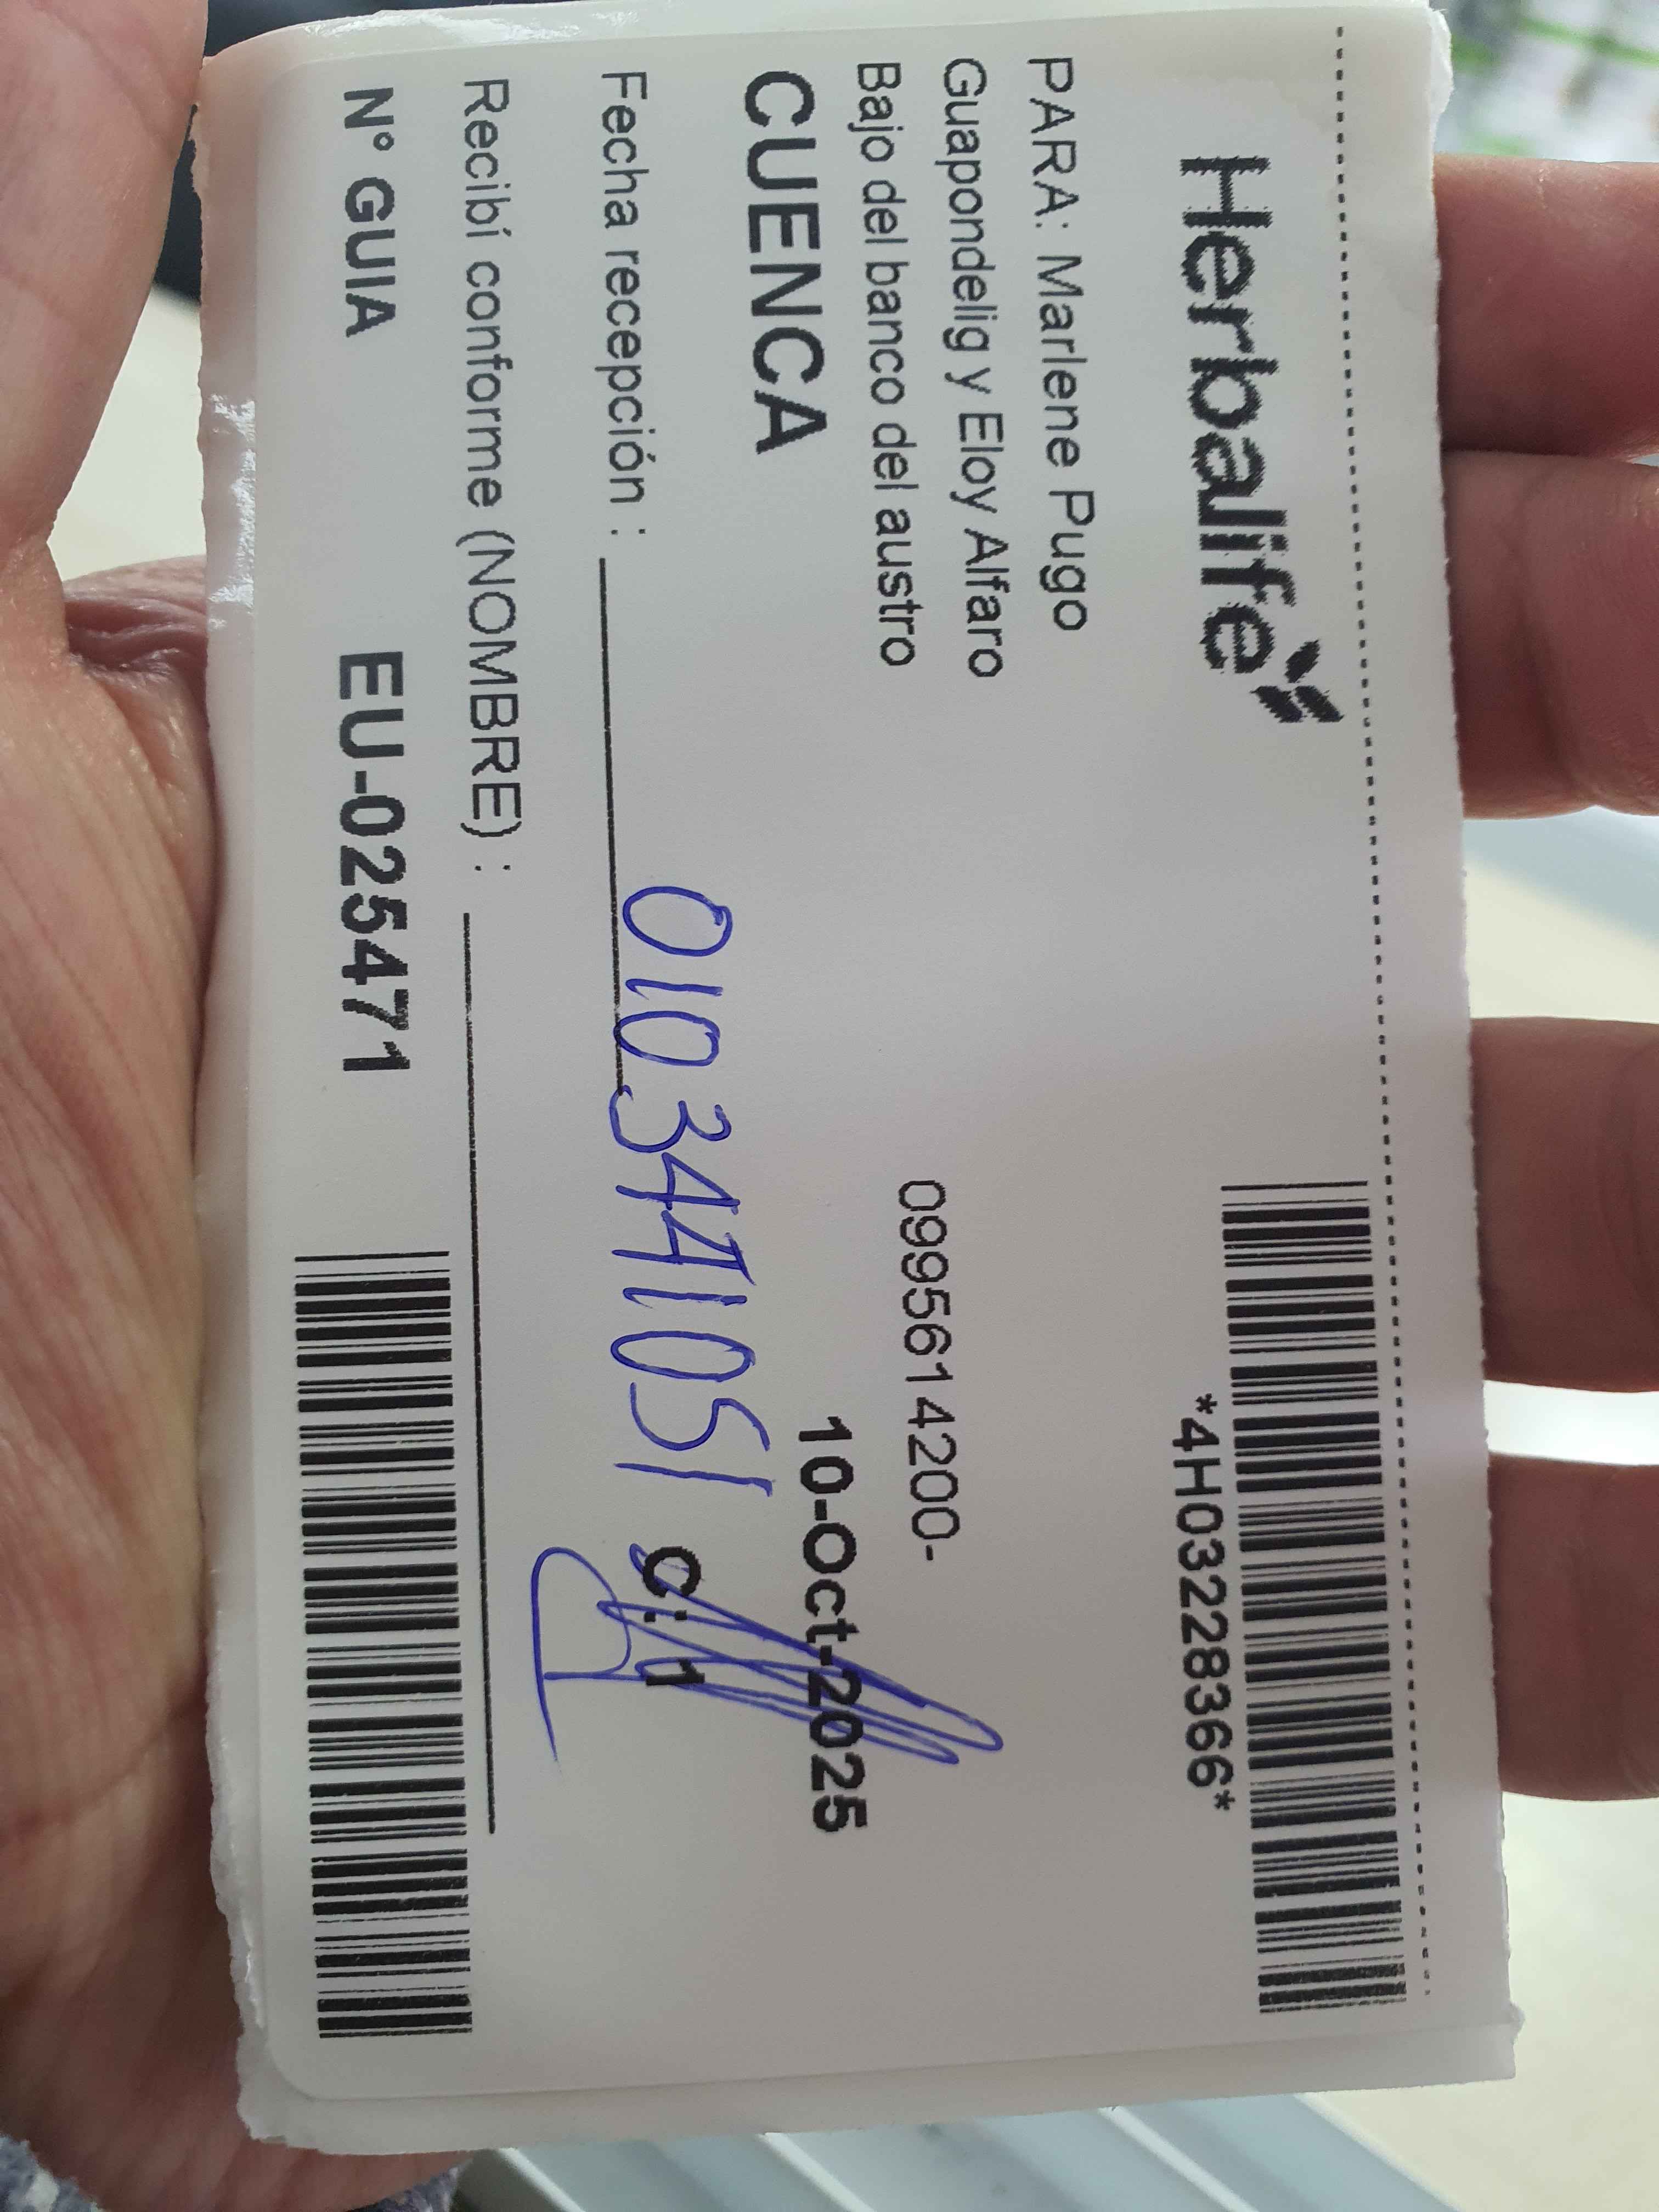 Herbalife
*4H03228366*
PARA: Marlene Pugo
Guapondelig y Eloy Alfaro
Bajo del banco del austro
0995614200-
CUENCA
10-Oct-2025
Fecha recepción :
0103441051
C: 1
Recibí conforme (NOMBRE) :
N° GUIA EU-025471